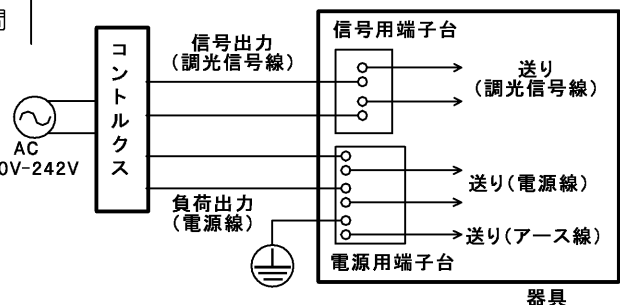 コントルクス
信号出力
(調光信号線)
AC
0V-242V
負荷出力
(電源線)
信号用端子台
送り
(調光信号線)
送り(電源線)
送り(アース線)
電源用端子台
器具